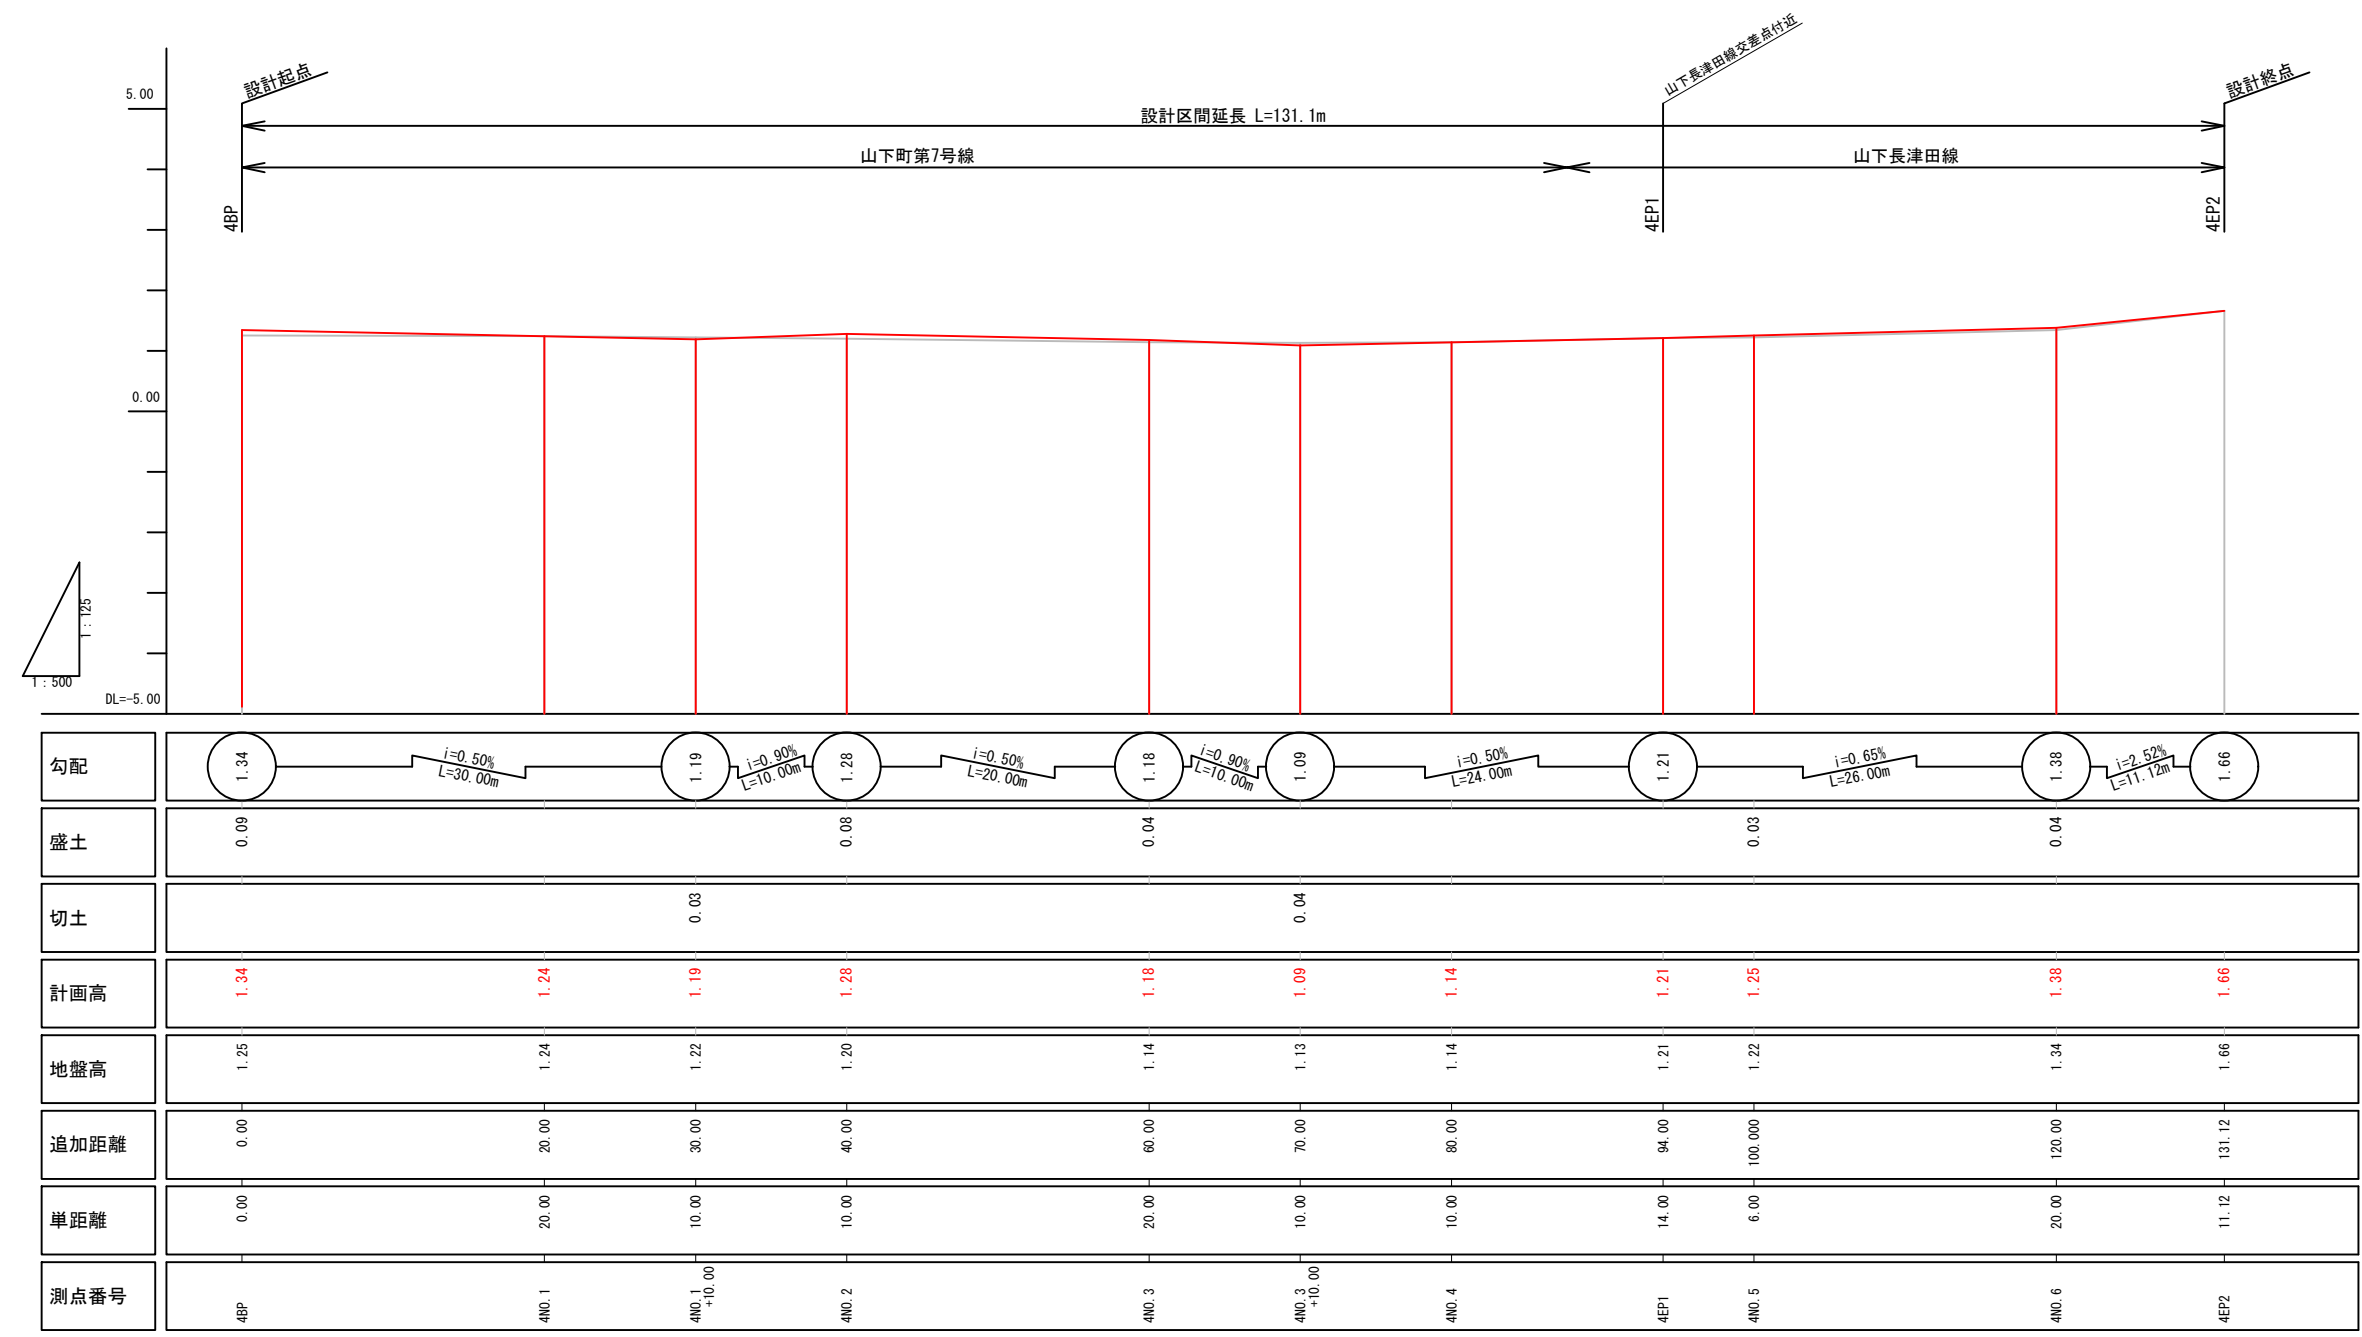 設計起点
山下長津田線交差点付近
設計終点
5.00
設計区間延長 L=131.1m
山下町第7号線
山下長津田線
4BP
4EP1
4EP2
0.00
1:125
1:500
DL=-5.00
勾配
1.34
i=0.50%
L=30.00m
1.19
i=0.90%
L=10.00m
1.28
i=0.50%
L=20.00m
1.18
i=0.90%
L=10.00m
1.09
i=0.50%
L=24.00m
1.21
i=0.65%
L=26.00m
1.38
i=2.52%
L=11.12m
1.66
盛土
0.09
0.08
0.04
0.03
0.04
切土
0.03
0.04
計画高
1.34
1.24
1.19
1.28
1.18
1.09
1.14
1.21
1.25
1.38
1.66
地盤高
1.25
1.24
1.22
1.20
1.14
1.13
1.14
1.21
1.22
1.34
1.66
追加距離
0.00
20.00
30.00
40.00
60.00
70.00
80.00
94.00
100.000
120.00
131.12
単距離
0.00
20.00
10.00
10.00
20.00
10.00
10.00
14.00
6.00
20.00
11.12
測点番号
4BP
4NO.1
4NO.1
+10.00
4NO.2
4NO.3
4NO.3
+10.00
4NO.4
4EP1
4NO.5
4NO.6
4EP2